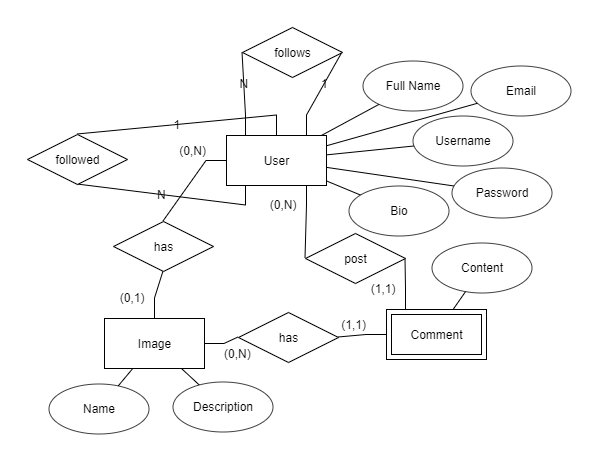 follows
N
1
Full Name
Email
1
Username
(0,N)
followed
User
N
Password
(0,N)
Bio
has
post
Content
(1,1)
(0,1)
(1,1)
Image
has
Comment
(0,N)
Name
Description